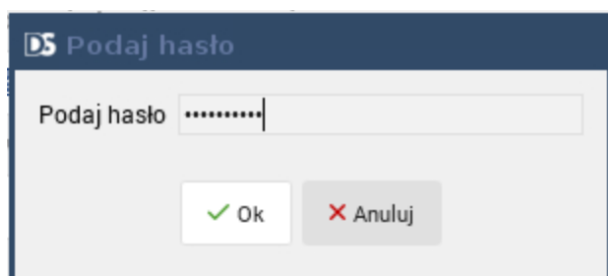 DS Podaj hasło
Podaj hasło ••••••••••
Ok Anuluj